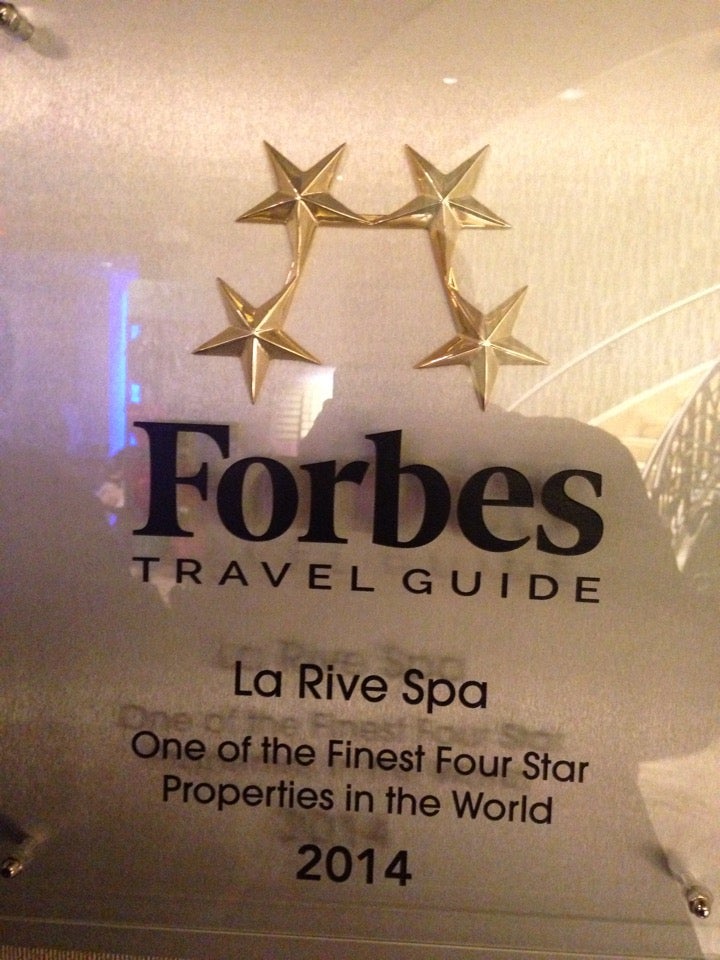 Forbes
TRAVEL GUIDE
La Rive Spa
One of the Finest Four Star
Properties in the World
2014